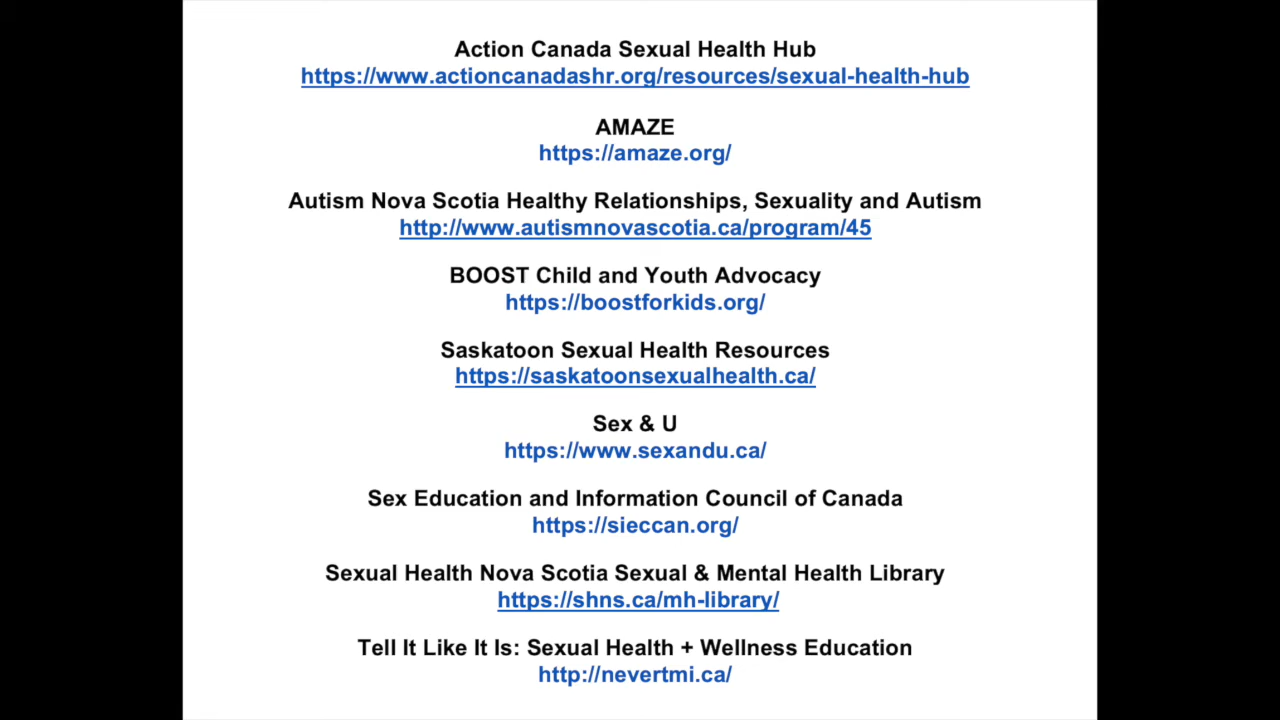 Action Canada Sexual Health Hub
https://www.actioncanadashr.org/resources/sexual-health-hub
AMAZE
https://amaze.org/
Autism Nova Scotia Healthy Relationships, Sexuality and Autism
http://www.autismnovascotia.ca/program/45
BOOST Child and Youth Advocacy
https://boostforkids.org/
Saskatoon Sexual Health Resources
https://saskatoonsexualhealth.ca/
Sex & U
https://www.sexandu.ca/
Sex Education and Information Council of Canada
https://sieccan.org/
Sexual Health Nova Scotia Sexual & Mental Health Library
https://shns.ca/mh-library/
Tell It Like It Is: Sexual Health + Wellness Education
http://nevertmi.ca/